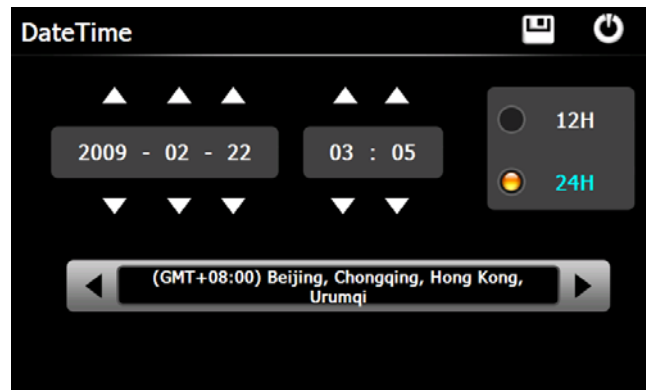 DateTime
2009 - 02 - 22 03 : 05
12H
24H
(GMT+08:00) Beijing, Chongqing, Hong Kong,
Urumqi